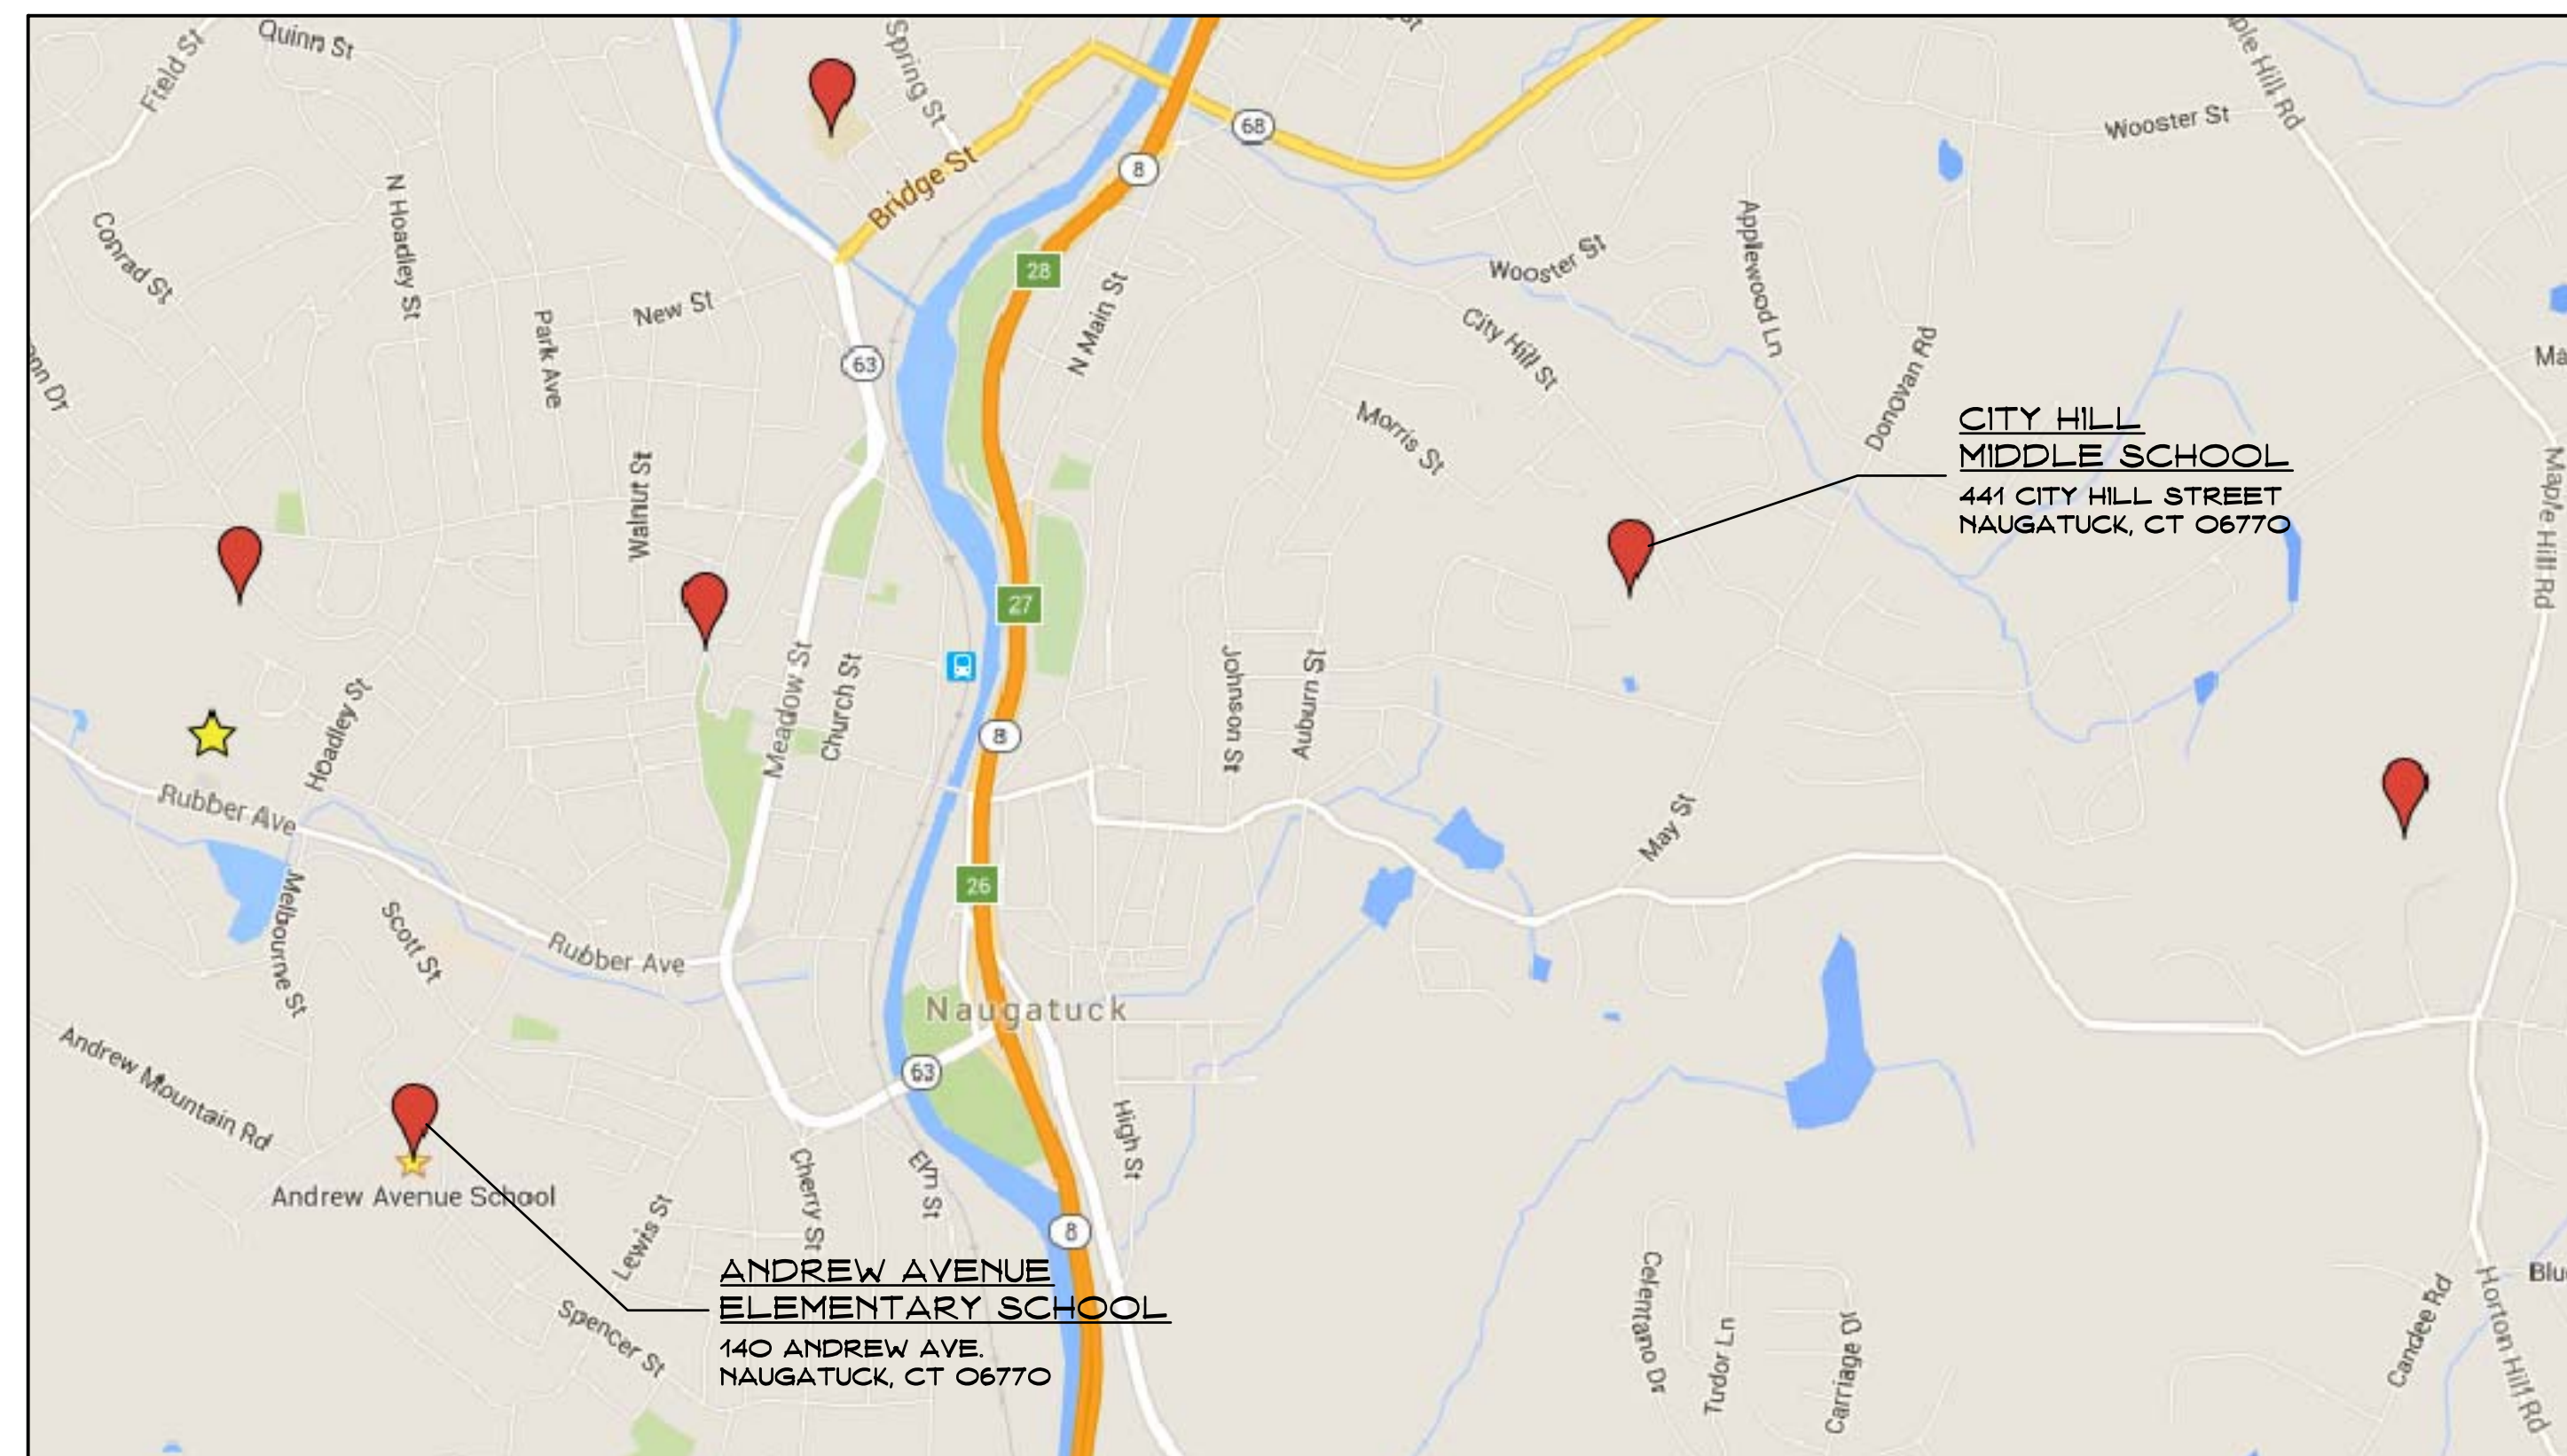 Field St
Quinn St
Spring St
68
8
Maple Hill Rd
Wooster St
Bridge St
N Hoadley St
Conrad St
28
Wooster St
Applewood Ln
New St
Park Ave
63
N Main St
City Hill St
Donovan Rd
Morris St
CITY HILL
MIDDLE SCHOOL
441 CITY HILL STREET
NAUGATUCK, CT 06770
Walnut St
Maple Hill Rd
27
Meadow St
Church St
Johnson St
Auburn St
Hoadley St
8
Rubber Ave
May St
26
Melbourne St
Scott St
Rubber Ave
Naugatuck
Andrew Mountain Rd
63
High St
Andrew Avenue School
Cherry St
Elm St
Lewis St
8
ANDREW AVENUE
ELEMENTARY SCHOOL
140 ANDREW AVE.
NAUGATUCK, CT 06770
Spencer St
Celentano Dr
Tudor Ln
Carriage Dr
Candee Rd
Horton Hill Rd